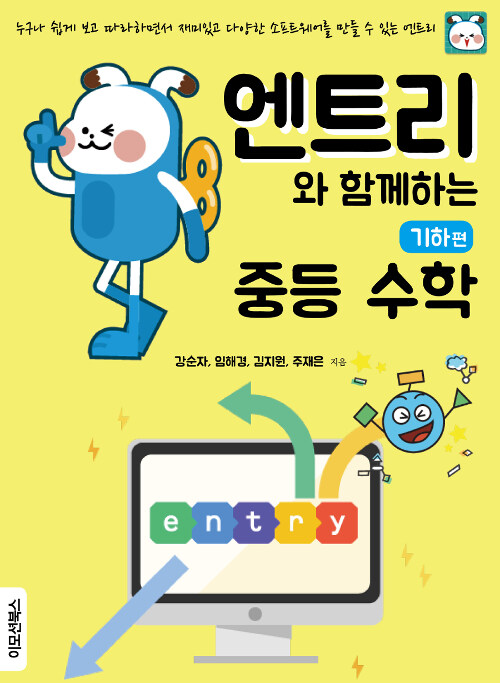 누구나 쉽게 보고 따라하면서 재미있고 다양한 소프트웨어를 만들 수 있는 엔트리
엔트리
와 함께하는
기하편
중등 수학
강순자, 임해경, 김지원, 주재은 지음
entry
이모션북스